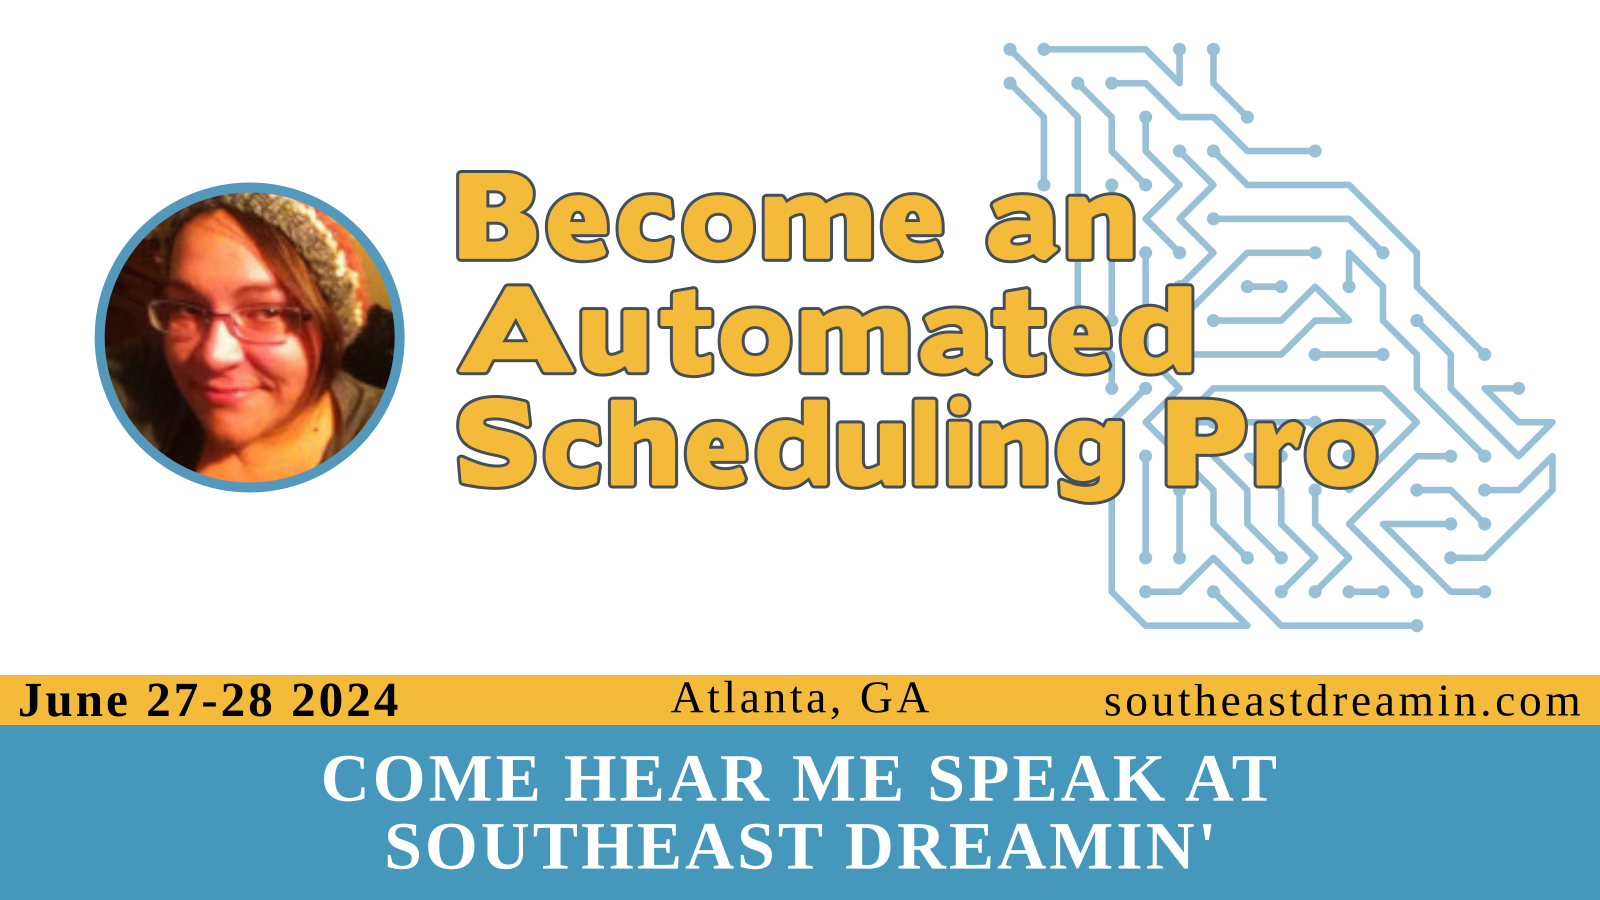 Become an
Automated
Scheduling Pro
June 27-28 2024
Atlanta, GA
southeastdreamin.com
COME HEAR ME SPEAK AT
SOUTHEAST DREAMIN'